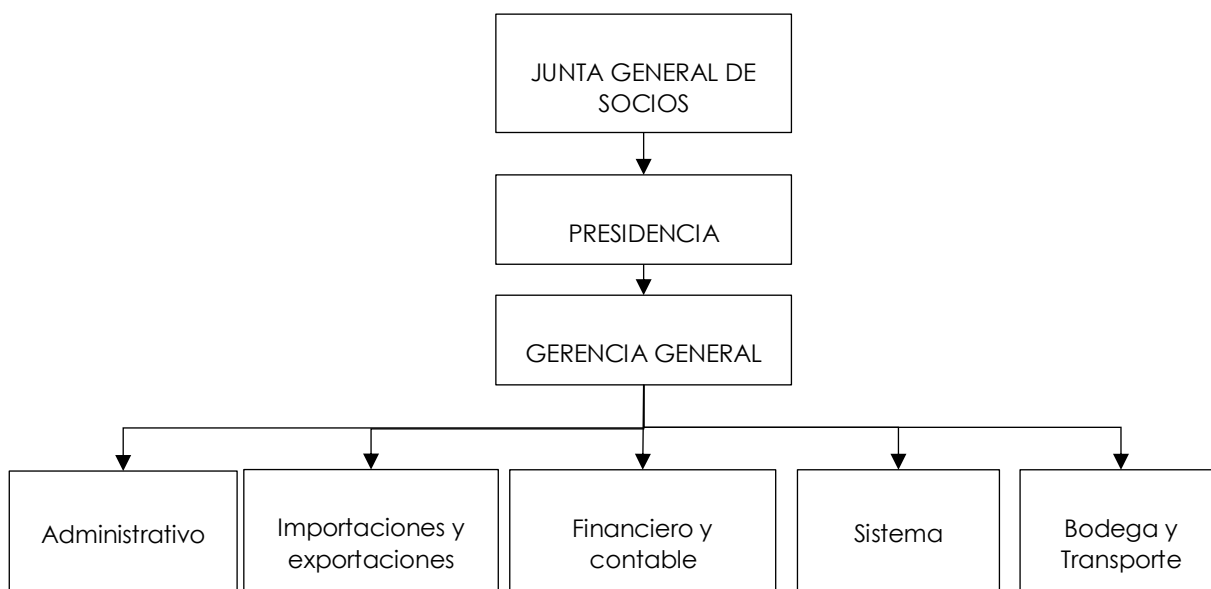 JUNTA GENERAL DE
SOCIOS
PRESIDENCIA
GERENCIA GENERAL
Administrativo
Importaciones y
exportaciones
Financiero y
contable
Sistema
Bodega y
Transporte